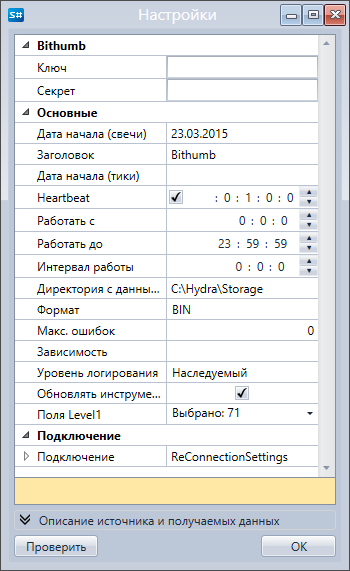 S# Настройки
Bithumb
Ключ
Секрет
Основные
Дата начала (свечи) 23.03.2015
Заголовок Bithumb
Дата начала (тики)
Heartbeat : 0 : 1 : 0 : 0
Работать с 0 : 0 : 0
Работать до 23 : 59 : 59
Интервал работы 0 : 0 : 0
Директория с данны... C:\Hydra\Storage
Формат BIN
Макс. ошибок 0
Зависимость
Уровень логирования Наследуемый
Обновлять инструме...
Поля Level1 Выбрано: 71
Подключение
Подключение ReConnectionSettings
Описание источника и получаемых данных
Проверить OK